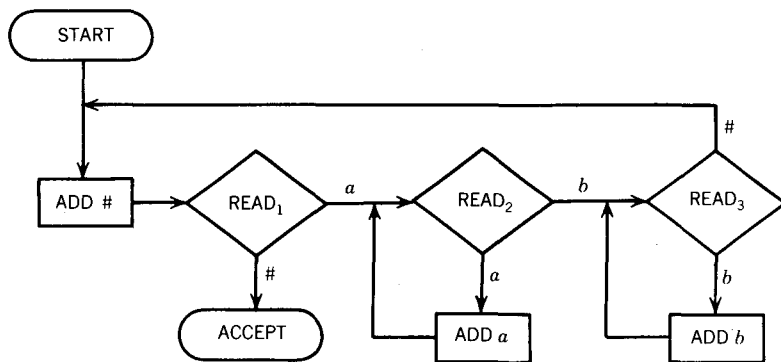 START
#
ADD #
READ₁
a
READ₂
b
READ₃
#
a
b
ACCEPT
ADD a
ADD b